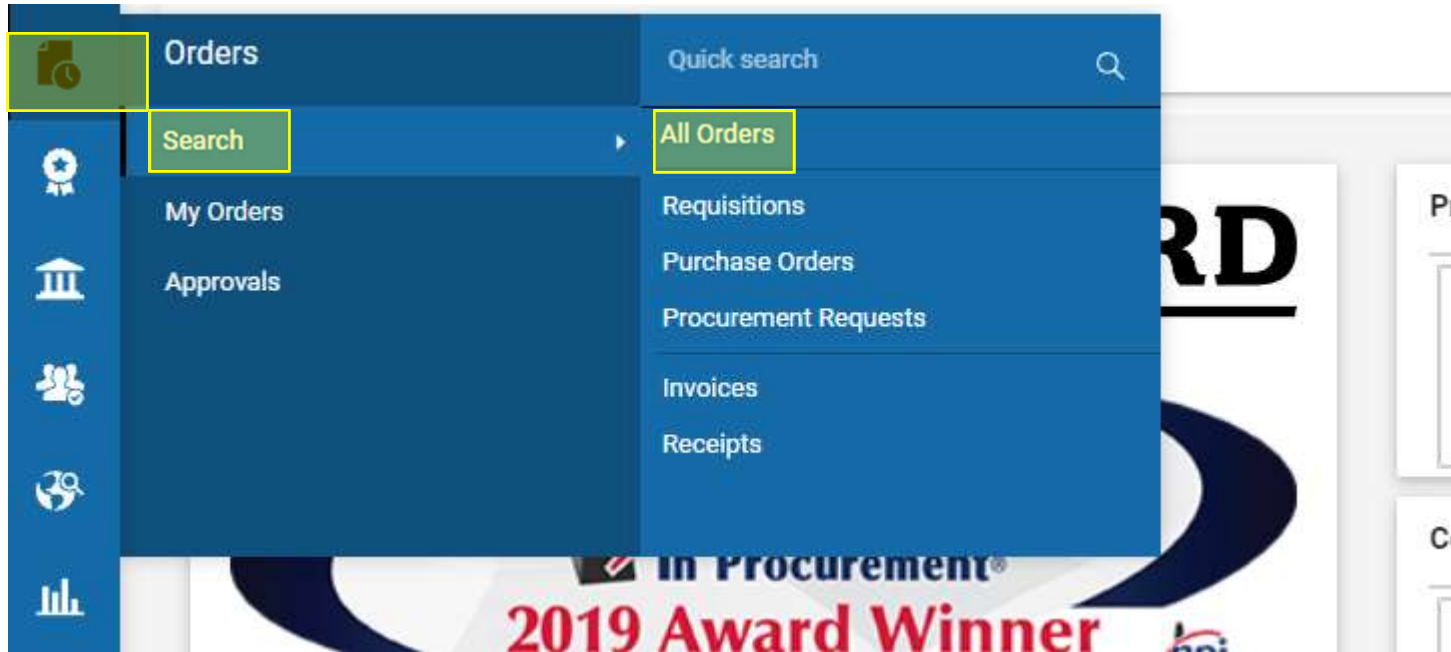 Orders
Search
My Orders
Approvals
Quick search
All Orders
Requisitions
Purchase Orders
Procurement Requests
Invoices
Receipts
RD
in Procurement®
2019 Award Winner
npi